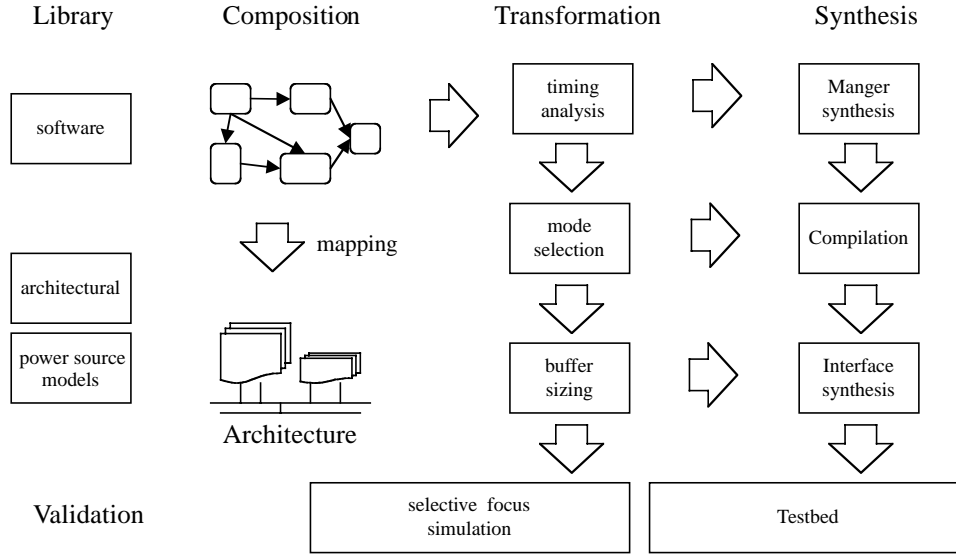 Library
Composition
Transformation
Synthesis
software
timing
analysis
Manger
synthesis
mapping
mode
selection
Compilation
architectural
power source
models
buffer
sizing
Interface
synthesis
Architecture
Validation
selective focus
simulation
Testbed